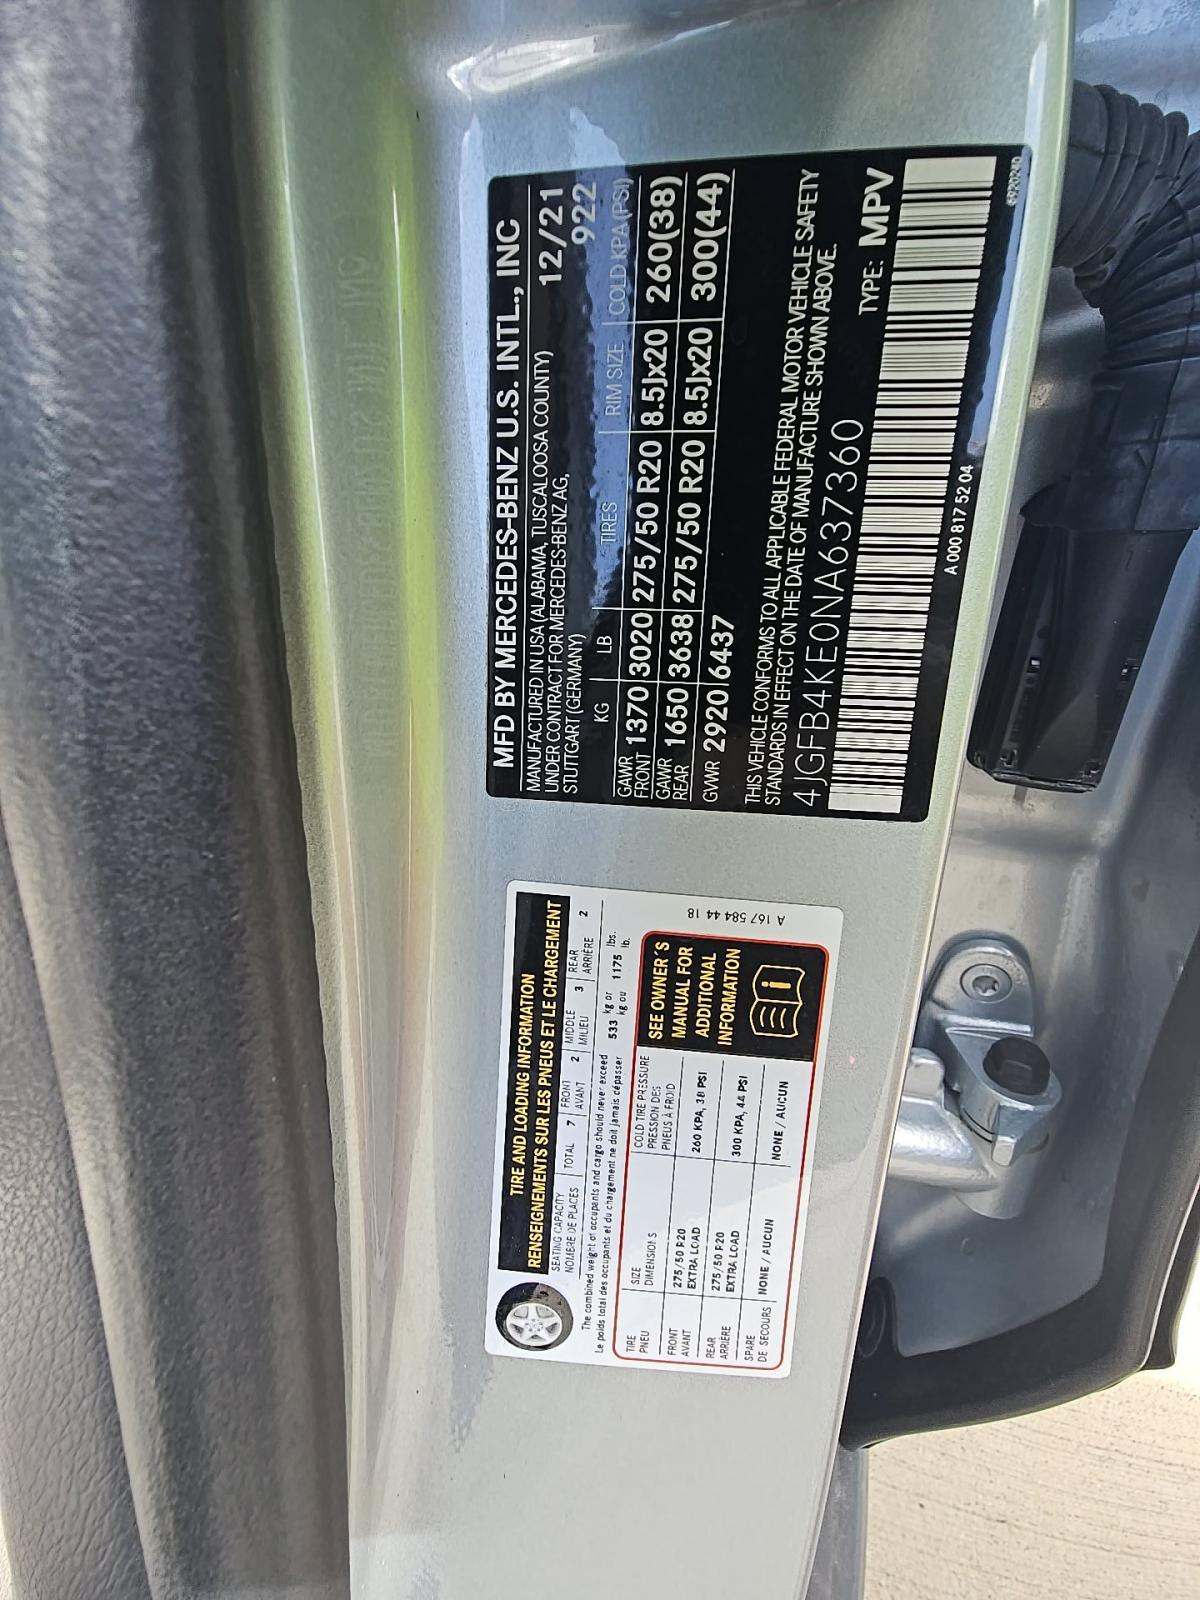 MFD BY MERCEDES-BENZ U.S. INTL., INC
MANUFACTURED IN USA (ALABAMA, TUSCALOOSA COUNTY) 12/21
UNDER CONTRACT FOR MERCEDES-BENZ AG, 922
STUTTGART (GERMANY)
KG LB TIRES RIM SIZE COLD KPA(PSI)
GAWR FRONT 1370 3020 275/50 R20 8.5Jx20 260(38)
GAWR REAR 1650 3638 275/50 R20 8.5Jx20 300(44)
GVWR 2920 6437
THIS VEHICLE CONFORMS TO ALL APPLICABLE FEDERAL MOTOR VEHICLE SAFETY
STANDARDS IN EFFECT ON THE DATE OF MANUFACTURE SHOWN ABOVE.
4JGFB4KE0NA637360 TYPE: MPV
A 000 817 52 04
TIRE AND LOADING INFORMATION
RENSEIGNEMENTS SUR LES PNEUS ET LE CHARGEMENT
SEATING CAPACITY TOTAL 7 FRONT 2 MIDDLE 3 REAR 2
NOMBRE DE PLACES AVANT MILIEU ARRIÈRE
The combined weight of occupants and cargo should never exceed 533 kg or 1175 lbs.
Le poids total des occupants et du chargement ne doit jamais dépasser kg ou lb.
TIRE SIZE COLD TIRE PRESSURE
PNEU DIMENSIONS PRESSION DES
PNEUS À FROID
FRONT 275/50 R20 260 KPA, 38 PSI
AVANT EXTRA LOAD
REAR 275/50 R20 300 KPA, 44 PSI
ARRIÈRE EXTRA LOAD
SPARE NONE / AUCUN NONE / AUCUN
DE SECOURS
SEE OWNER´S
MANUAL FOR
ADDITIONAL
INFORMATION
A 167 584 44 18